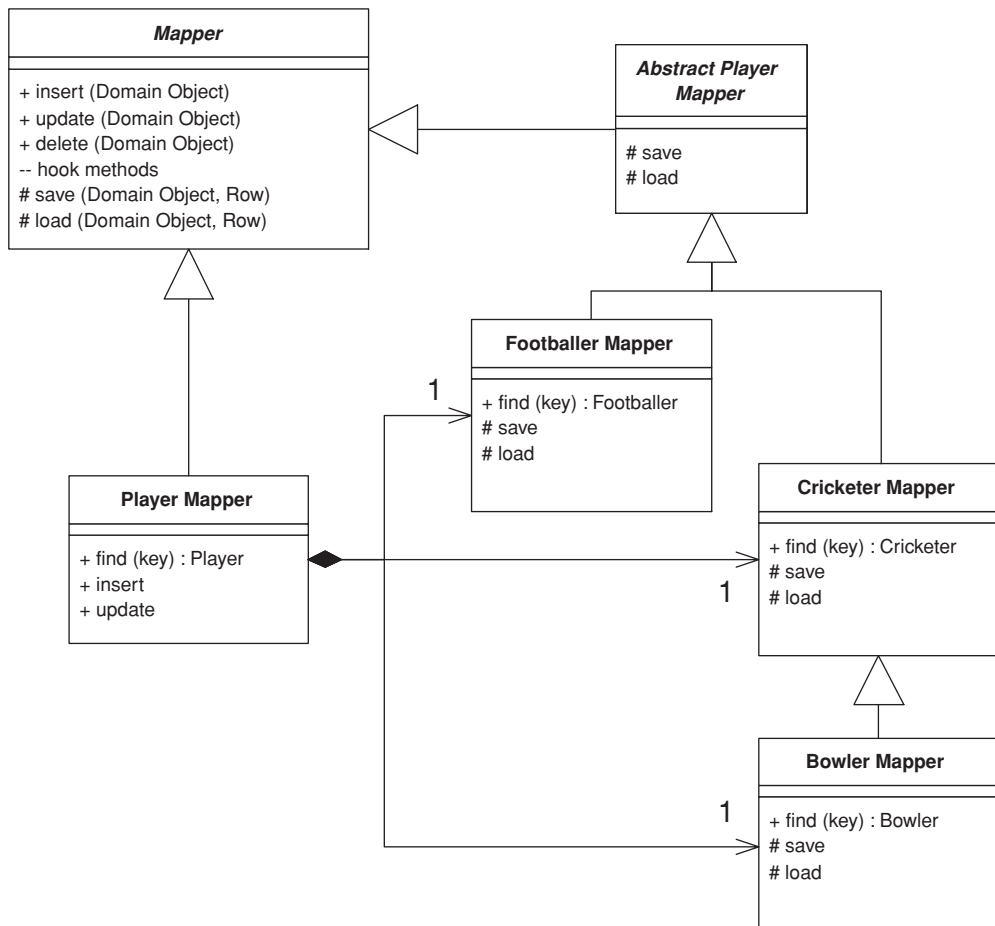 Mapper
+ insert (Domain Object)
+ update (Domain Object)
+ delete (Domain Object)
-- hook methods
# save (Domain Object, Row)
# load (Domain Object, Row)
Abstract Player
Mapper
# save
# load
Footballer Mapper
+ find (key) : Footballer
# save
# load
1
Player Mapper
+ find (key) : Player
+ insert
+ update
Cricketer Mapper
+ find (key) : Cricketer
# save
# load
1
Bowler Mapper
+ find (key) : Bowler
# save
# load
1